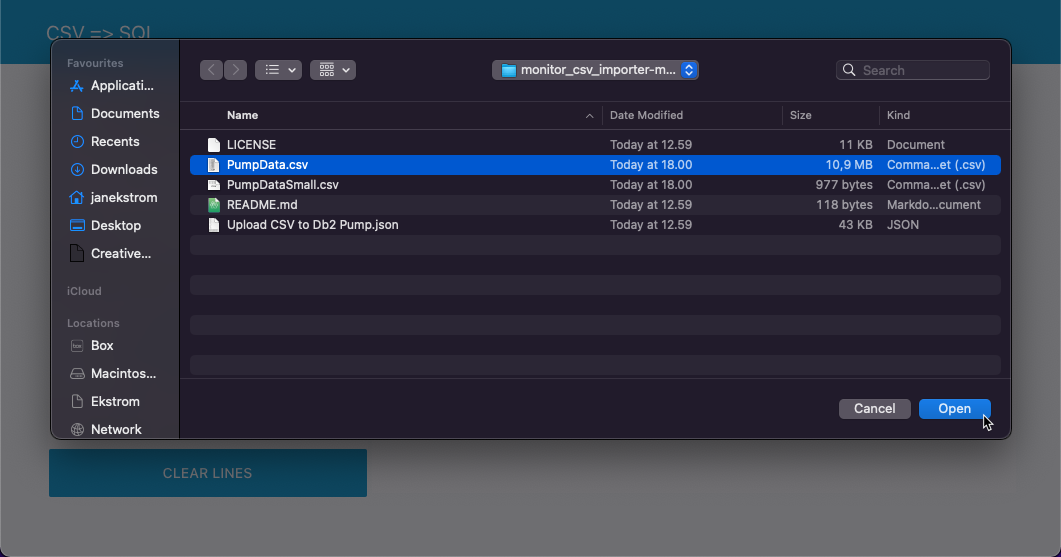 CSV => SQL
Favourites
Applicati...
Documents
Recents
Downloads
janekstrom
Desktop
Creative...
iCloud
Locations
Box
Macintos...
Ekstrom
Network
monitor_csv_importer-m...
Search
Name Date Modified Size Kind
LICENSE Today at 12.59 11 KB Document
PumpData.csv Today at 18.00 10,9 MB Comma...et (.csv)
PumpDataSmall.csv Today at 18.00 977 bytes Comma...et (.csv)
README.md Today at 12.59 118 bytes Markdo...cument
Upload CSV to Db2 Pump.json Today at 12.59 43 KB JSON
Cancel Open
CLEAR LINES